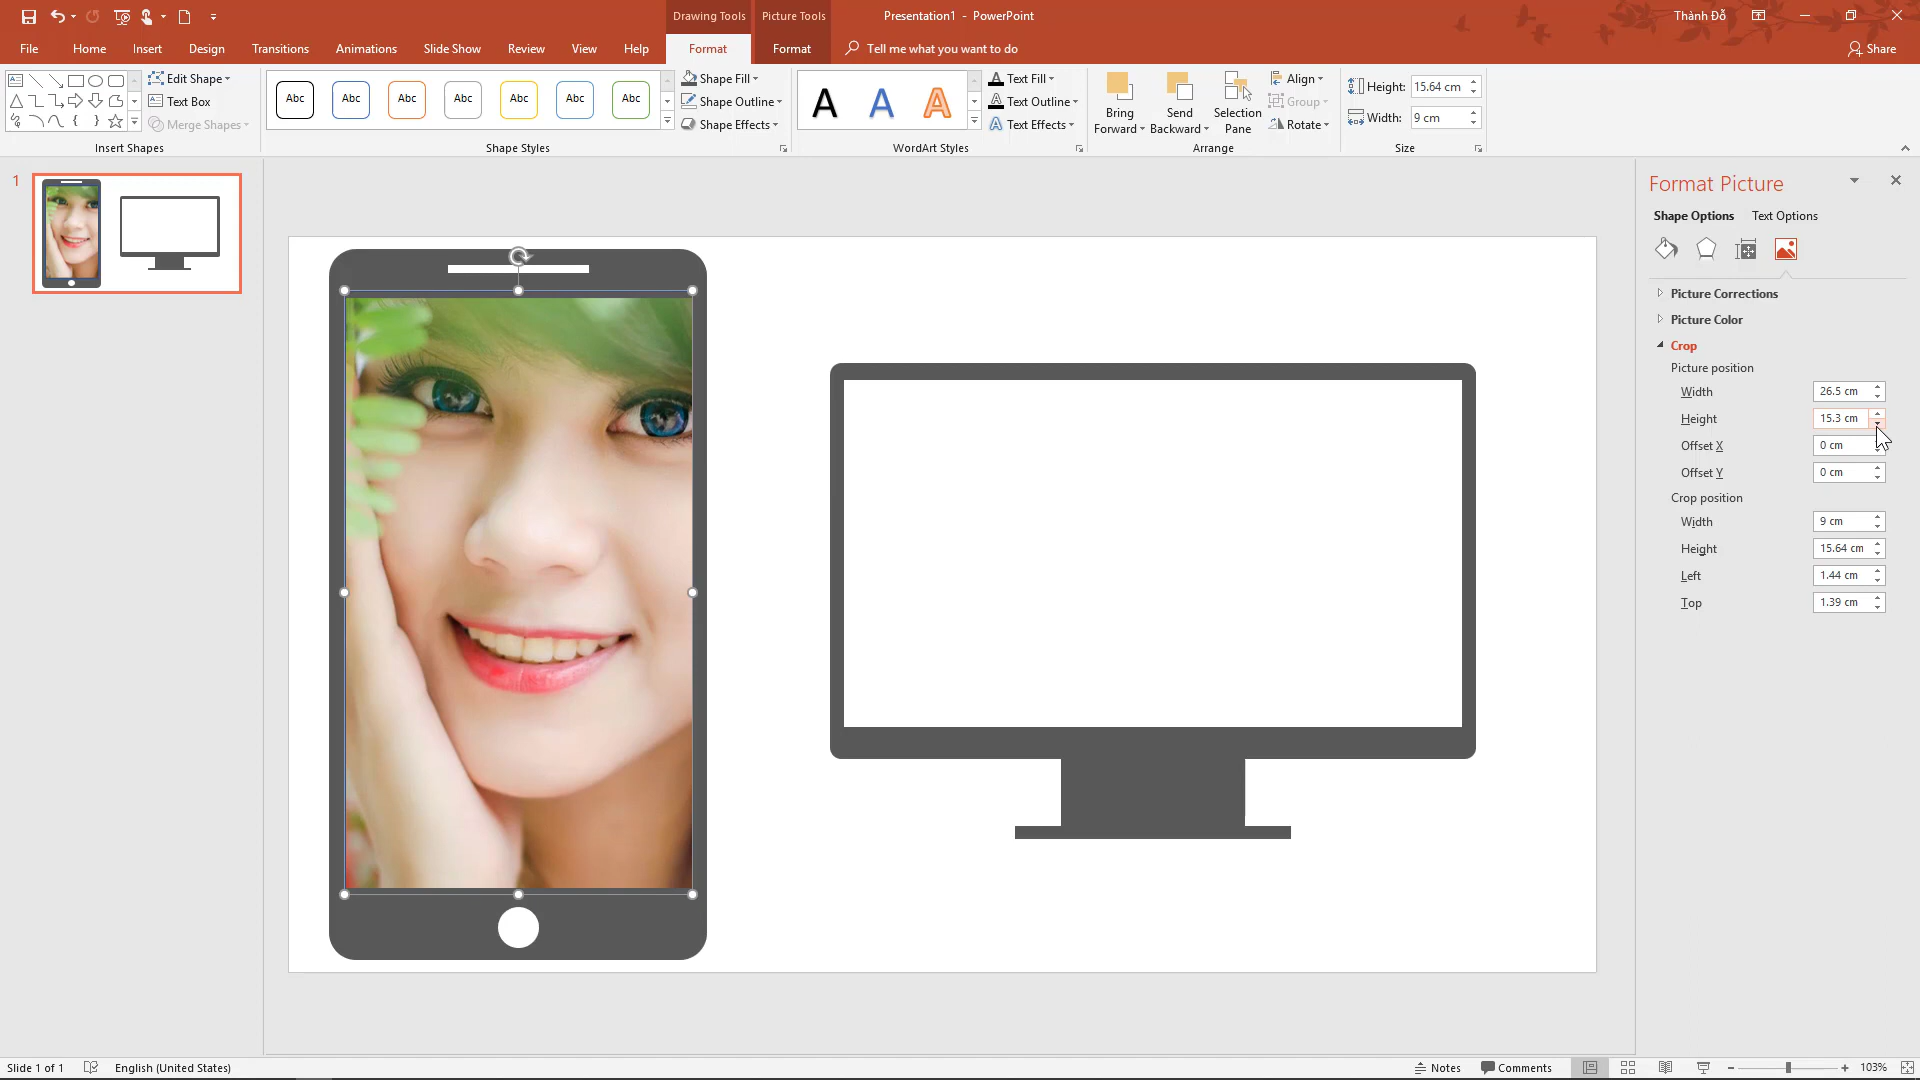 Drawing Tools Picture Tools Presentation1 - PowerPoint Thành Đỗ
File Home Insert Design Transitions Animations Slide Show Review View Help Format Format Tell me what you want to do Share
Edit Shape Text Box Merge Shapes
Insert Shapes
Abc Abc Abc Abc Abc Abc Abc
Shape Fill
Shape Outline
Shape Effects
Shape Styles
A A A
Text Fill
Text Outline
Text Effects
WordArt Styles
Bring Forward
Send Backward
Selection Pane
Align
Group
Rotate
Arrange
Height: 15.64 cm
Width: 9 cm
Size
1
Format Picture
Shape Options Text Options
Picture Corrections
Picture Color
Crop
Picture position
Width 26.5 cm
Height 15.3 cm
Offset X 0 cm
Offset Y 0 cm
Crop position
Width 9 cm
Height 15.64 cm
Left 1.44 cm
Top 1.39 cm
Slide 1 of 1 English (United States) Notes Comments 103%